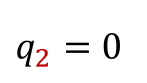 q₂ = 0